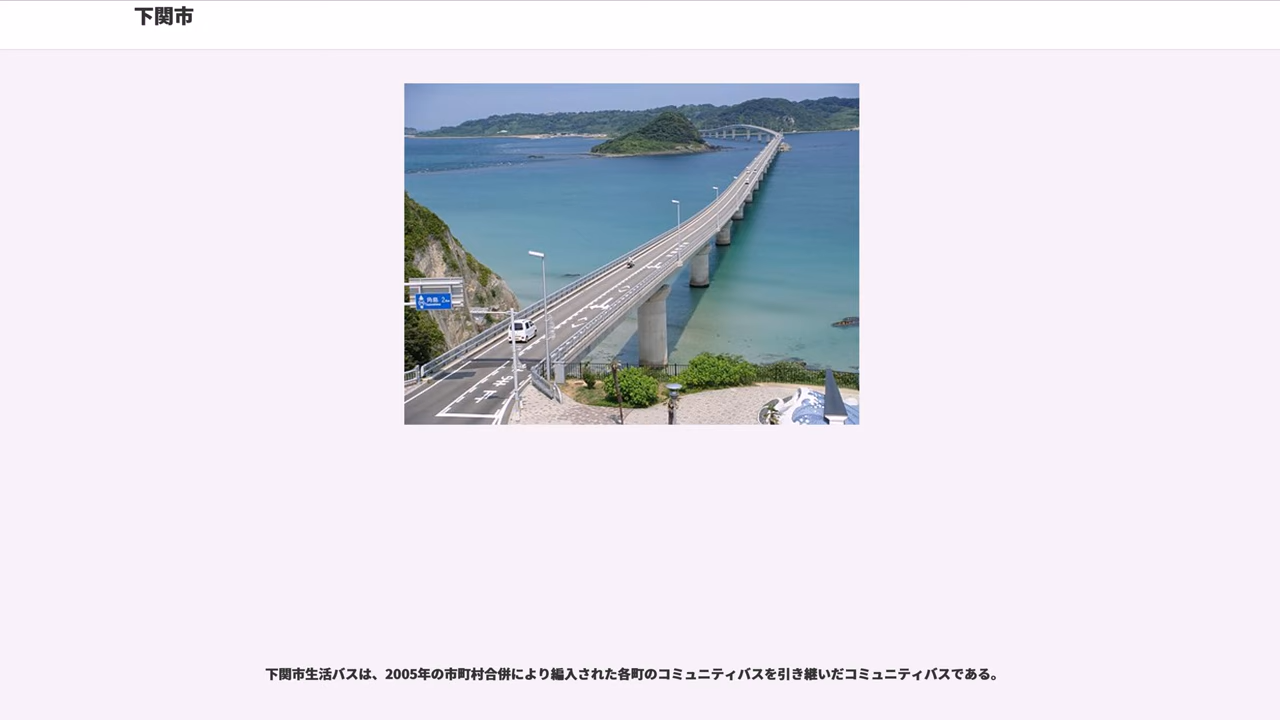 下関市
角島 2
下関市生活バスは、2005年の市町村合併により編入された各町のコミュニティバスを引き継いだコミュニティバスである。